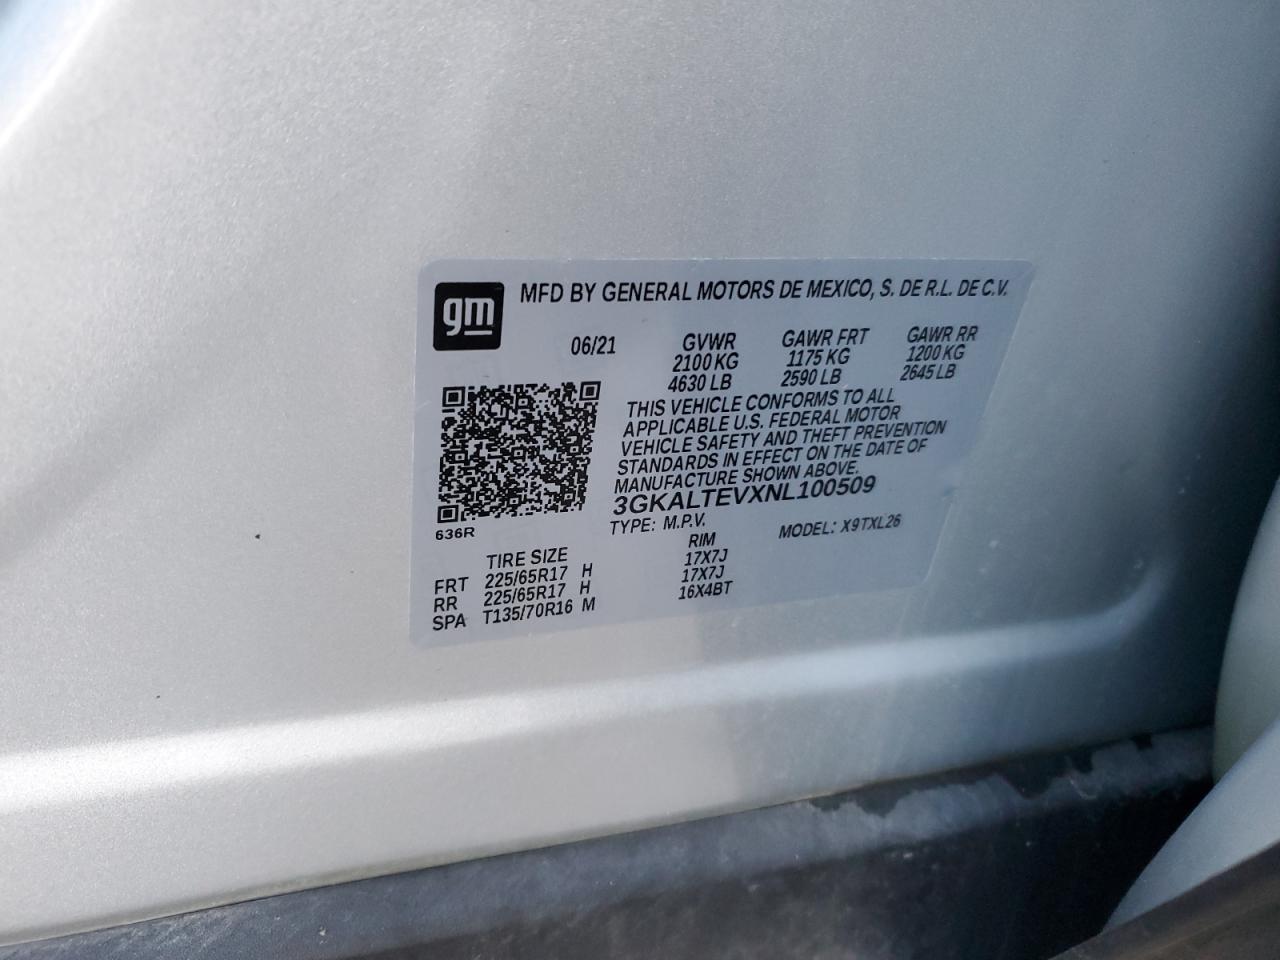 gm
MFD BY GENERAL MOTORS DE MEXICO, S. DE R.L. DE C.V.
06/21 GVWR GAWR FRT GAWR RR
2100 KG 1175 KG 1200 KG
4630 LB 2590 LB 2645 LB
THIS VEHICLE CONFORMS TO ALL
APPLICABLE U.S. FEDERAL MOTOR
VEHICLE SAFETY AND THEFT PREVENTION
STANDARDS IN EFFECT ON THE DATE OF
MANUFACTURE SHOWN ABOVE.
3GKALTEVXNL100509
636R
TYPE: M.P.V. MODEL: X9TXL26
TIRE SIZE RIM
FRT 225/65R17 H 17X7J
RR 225/65R17 H 17X7J
SPA T135/70R16 M 16X4BT